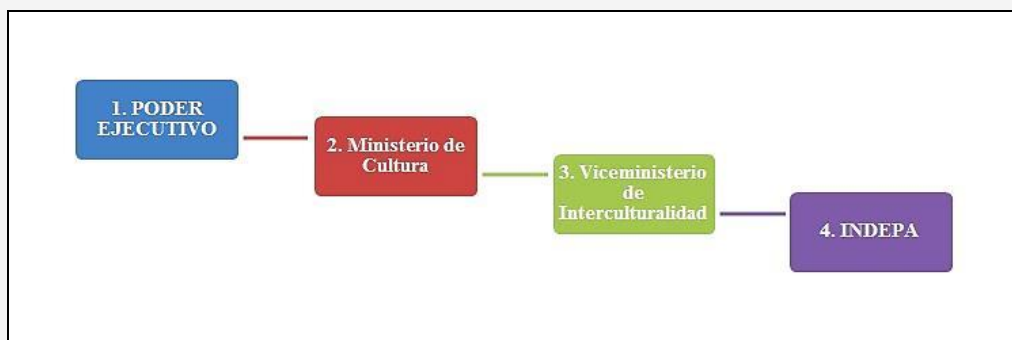 1. PODER
EJECUTIVO
2. Ministerio de
Cultura
3. Viceministerio
de
Interculturalidad
4. INDEPA